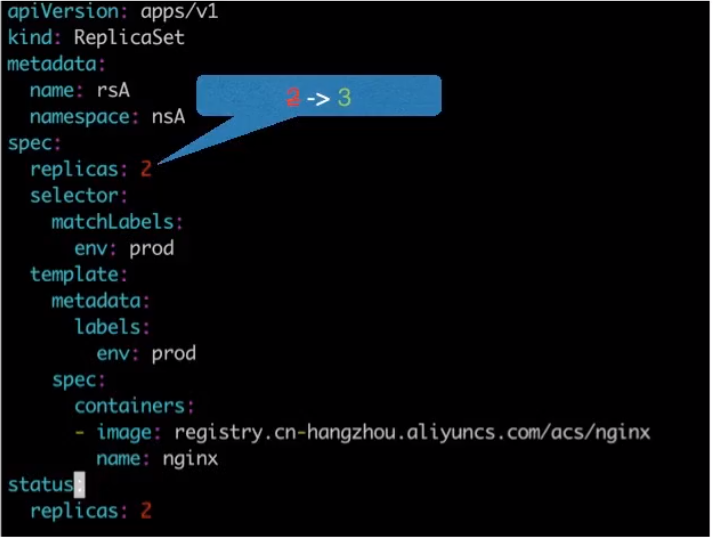 apiVersion: apps/v1
kind: ReplicaSet
metadata:
  name: rsA
  namespace: nsA
2 -> 3
spec:
  replicas: 2
  selector:
    matchLabels:
      env: prod
  template:
    metadata:
      labels:
        env: prod
    spec:
      containers:
      - image: registry.cn-hangzhou.aliyuncs.com/acs/nginx
        name: nginx
status:
  replicas: 2